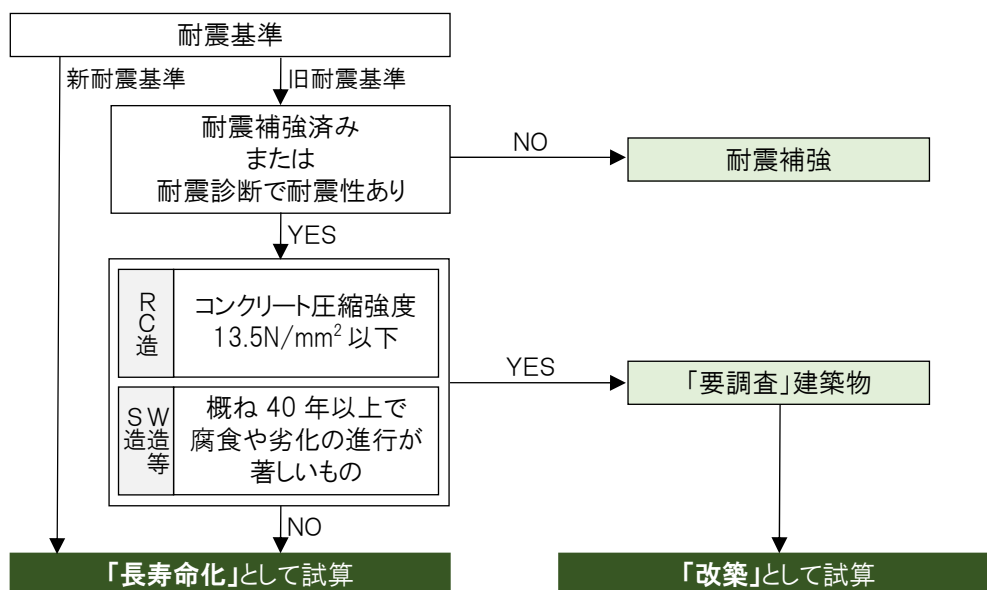 耐震基準
新耐震基準
旧耐震基準
耐震補強済み
または
耐震診断で耐震性あり
NO
耐震補強
YES
RC造
コンクリート圧縮強度
13.5N/mm² 以下
YES
「要調査」建築物
W造等
S造
概ね 40 年以上で
腐食や劣化の進行が
著しいもの
NO
「長寿命化」として試算
「改築」として試算